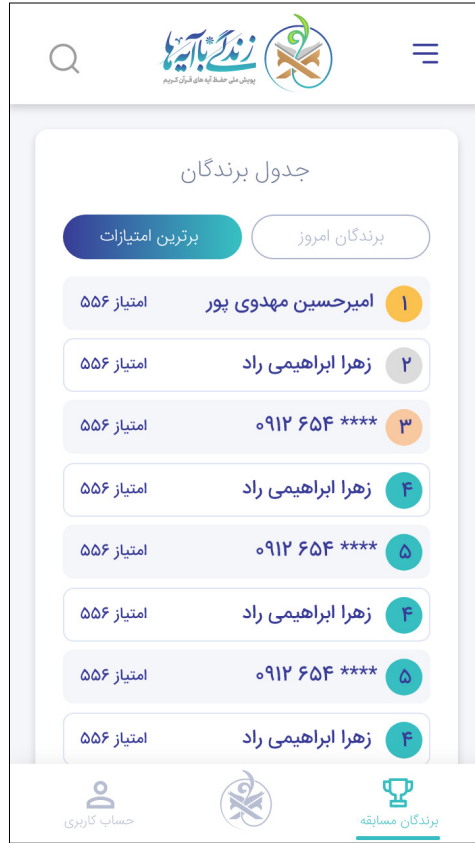 زندگی با آیه‌ها
پویش ملی حفظ آیه های قرآن کریم
جدول برندگان
برندگان امروز
برترین امتیازات
۱ امیرحسین مهدوی پور امتیاز ۵۵۶
۲ زهرا ابراهیمی راد امتیاز ۵۵۶
۳ **** ۶۵۴ ۰۹۱۲ امتیاز ۵۵۶
۴ زهرا ابراهیمی راد امتیاز ۵۵۶
۵ **** ۶۵۴ ۰۹۱۲ امتیاز ۵۵۶
۴ زهرا ابراهیمی راد امتیاز ۵۵۶
۵ **** ۶۵۴ ۰۹۱۲ امتیاز ۵۵۶
۴ زهرا ابراهیمی راد امتیاز ۵۵۶
برندگان مسابقه
حساب کاربری